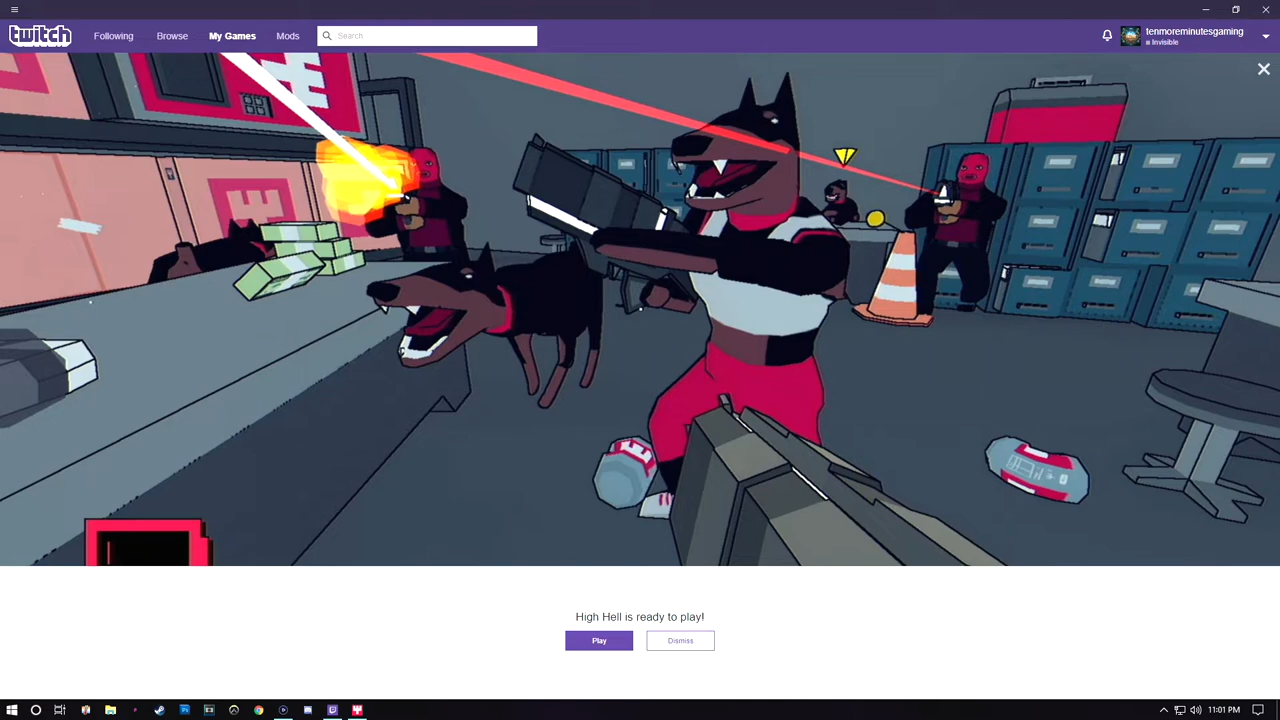 twitch
Following
Browse
My Games
Mods
Search
tenmoreminutesgaming
Invisible
High Hell is ready to play!
Play
Dismiss
11:01 PM